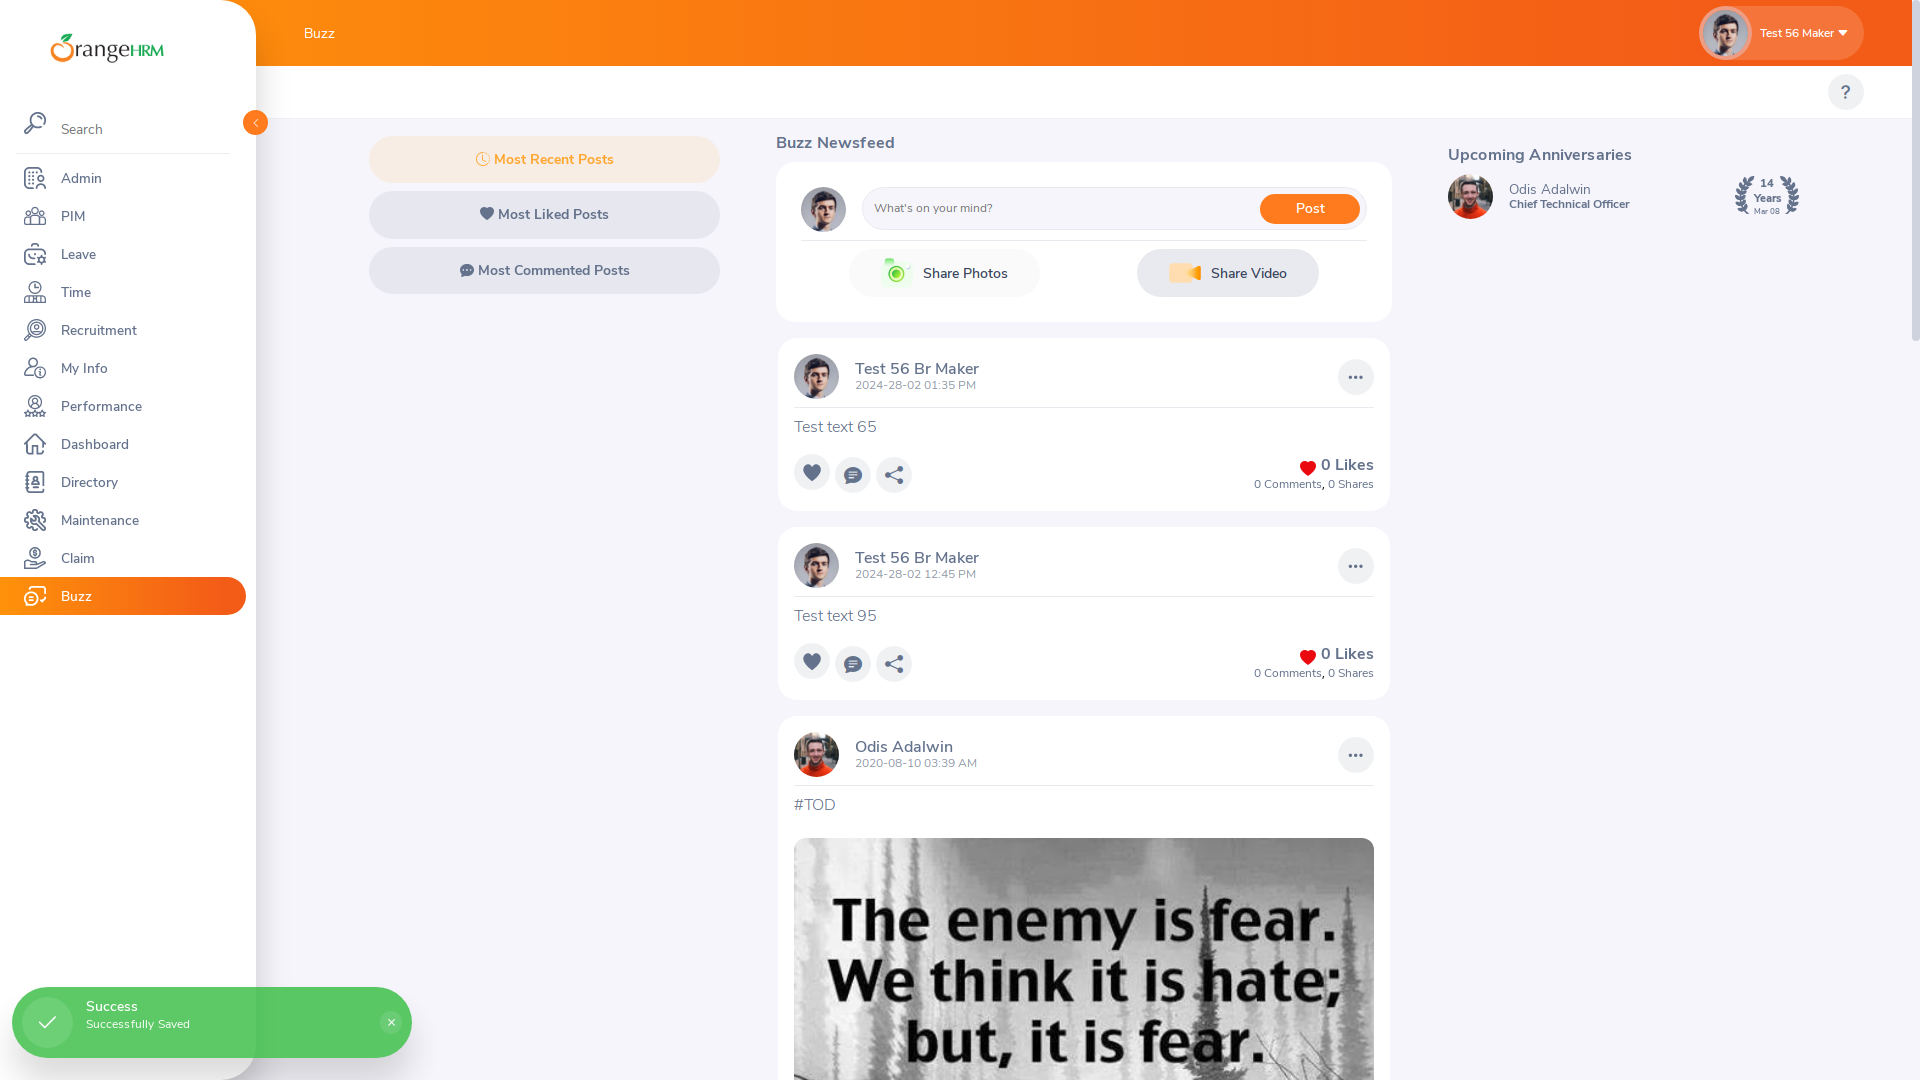 OrangeHRM
Search
Admin
PIM
Leave
Time
Recruitment
My Info
Performance
Dashboard
Directory
Maintenance
Claim
Buzz
Buzz
Test 56 Maker
?
Most Recent Posts
Most Liked Posts
Most Commented Posts
Buzz Newsfeed
What's on your mind?
Post
Share Photos
Share Video
Test 56 Br Maker
2024-28-02 01:35 PM
Test text 65
0 Likes
0 Comments, 0 Shares
Test 56 Br Maker
2024-28-02 12:45 PM
Test text 95
0 Likes
0 Comments, 0 Shares
Odis Adalwin
2020-08-10 03:39 AM
#TOD
The enemy is fear.
We think it is hate;
but, it is fear.
Upcoming Anniversaries
Odis Adalwin
Chief Technical Officer
14
Years
Mar 08
Success
Successfully Saved